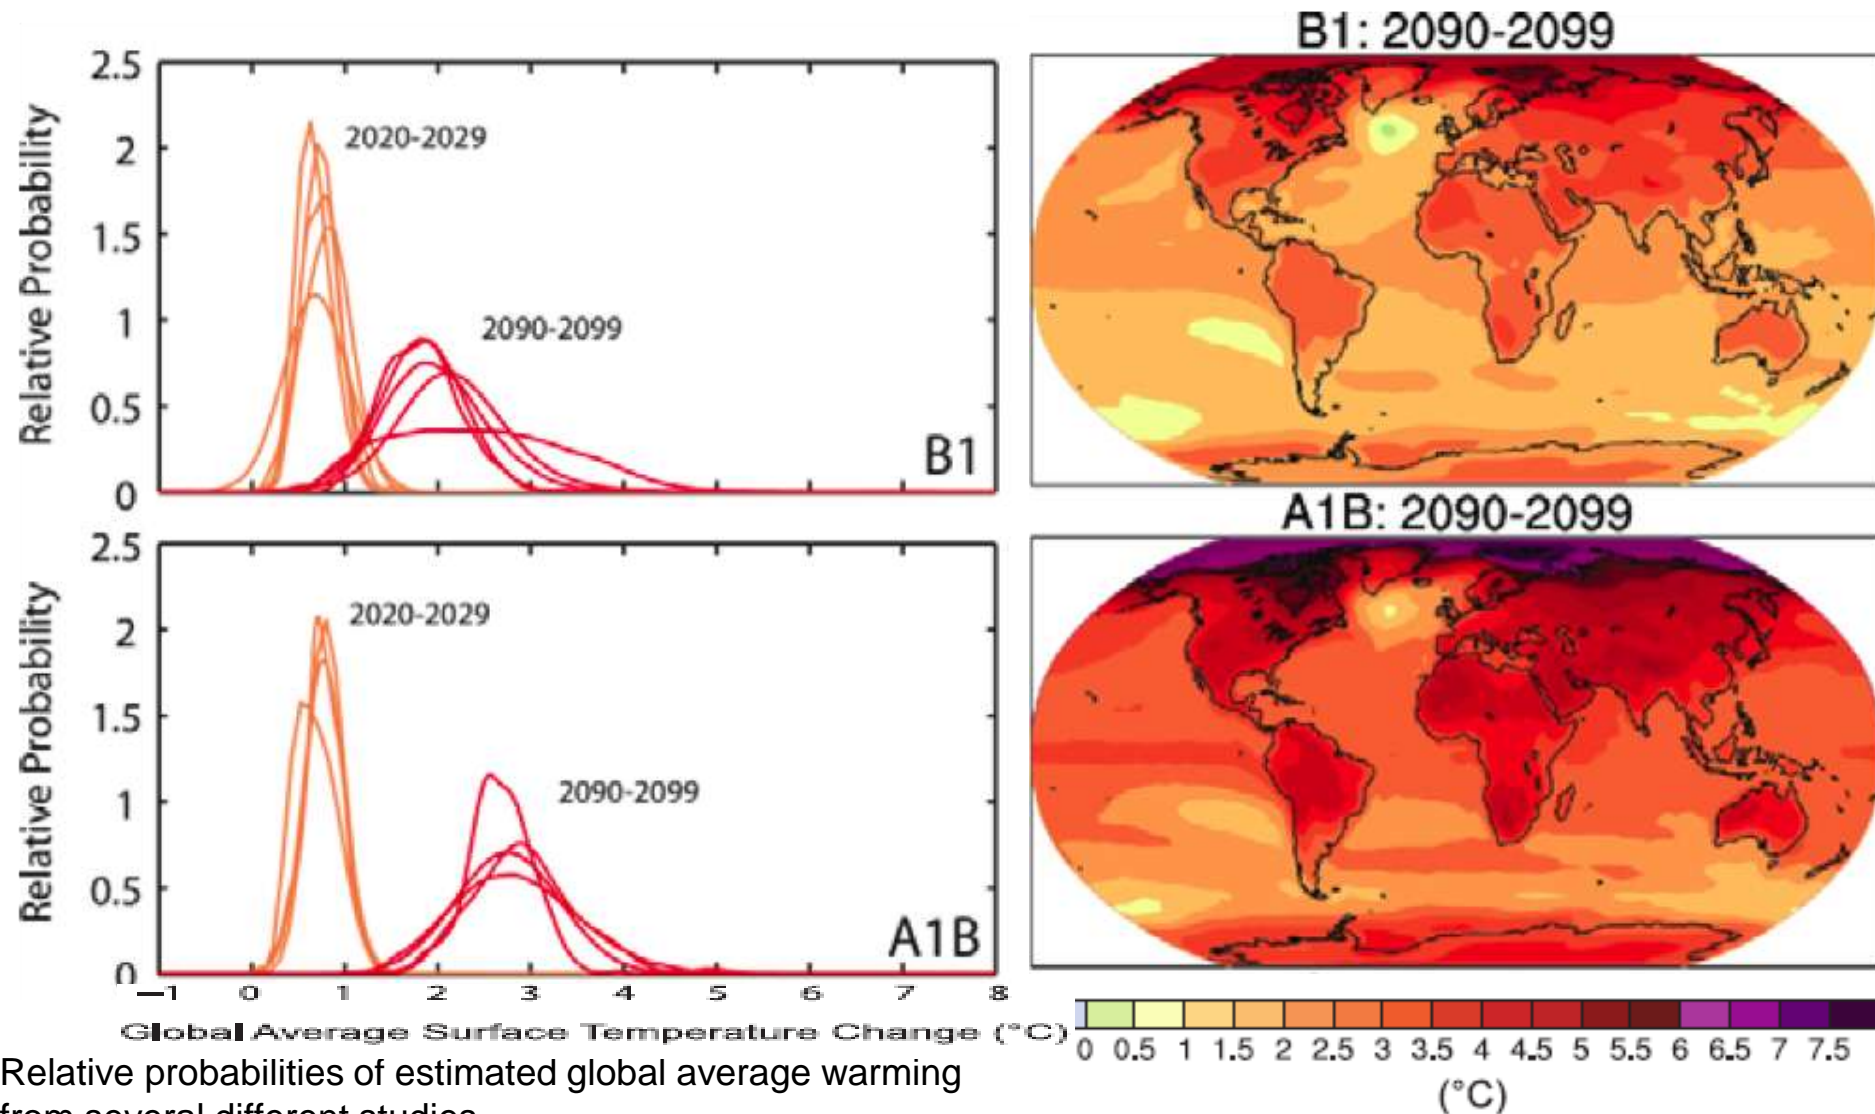 B1: 2090-2099
2.5
2
1.5
1
0.5
0
Relative Probability
2020-2029
2090-2099
B1
A1B: 2090-2099
2.5
2
1.5
1
0.5
0
Relative Probability
2020-2029
2090-2099
A1B
-1 0 1 2 3 4 5 6 7 8
Global Average Surface Temperature Change (°C)
0 0.5 1 1.5 2 2.5 3 3.5 4 4.5 5 5.5 6 6.5 7 7.5
(°C)
Relative probabilities of estimated global average warming
from several different studies